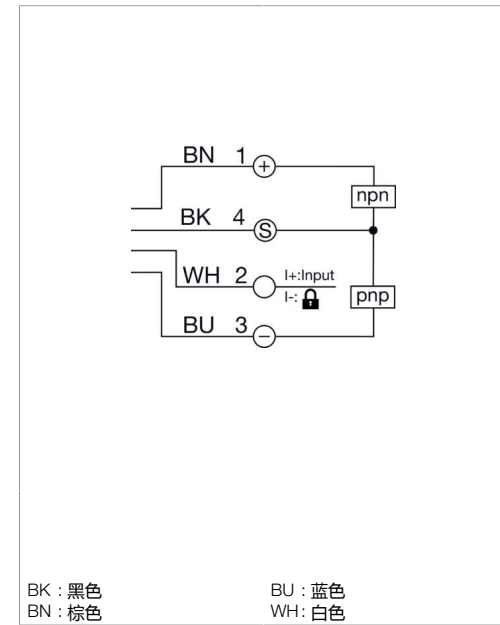 BN 1 +
npn
BK 4 S
WH 2 I+:Input
I-:
pnp
BU 3 −
BK : 黑色 BU : 蓝色
BN : 棕色 WH : 白色